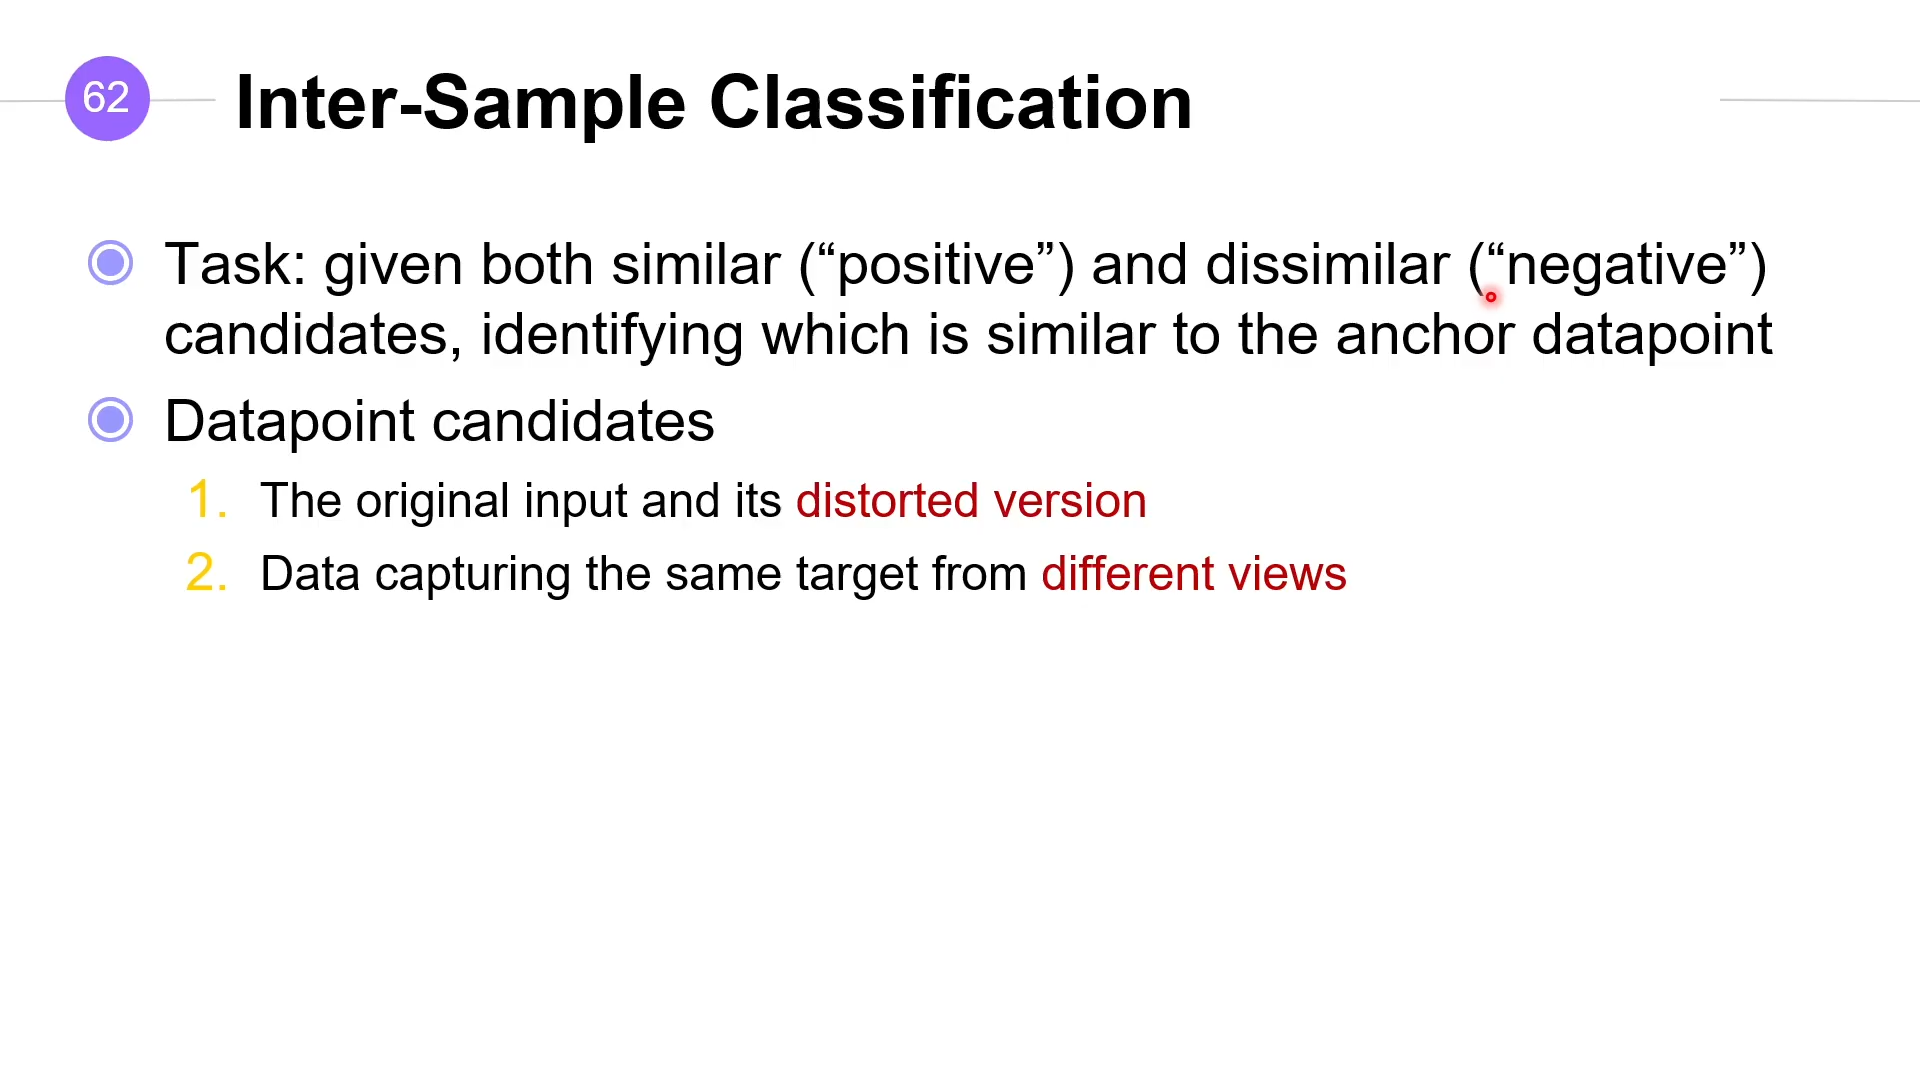 62
Inter-Sample Classification
Task: given both similar (“positive”) and dissimilar (“negative”)
candidates, identifying which is similar to the anchor datapoint
Datapoint candidates
1. The original input and its distorted version
2. Data capturing the same target from different views